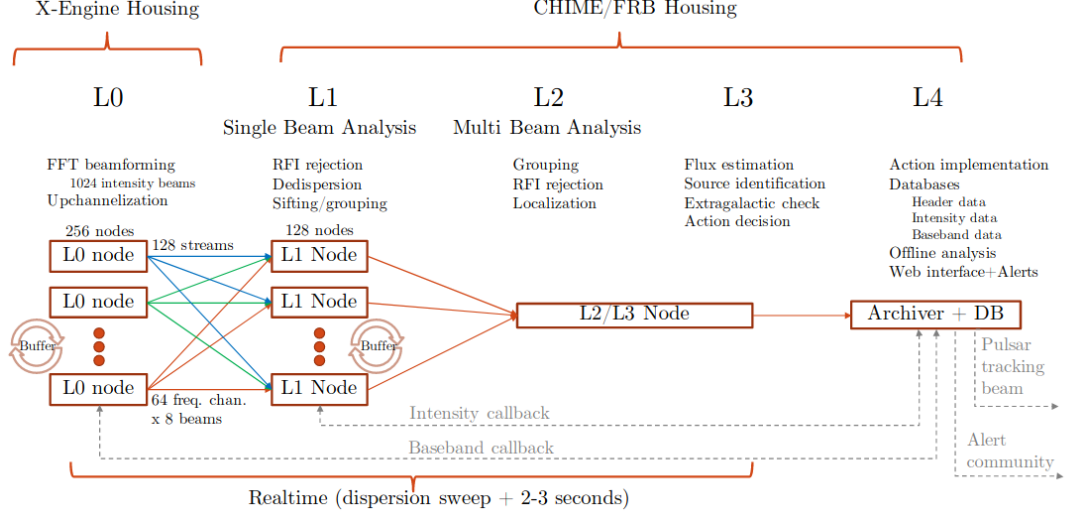 X-Engine Housing
CHIME/FRB Housing
L0
L1
L2
L3
L4
Single Beam Analysis
Multi Beam Analysis
FFT beamforming
1024 intensity beams
Upchannelization
RFI rejection
Dedispersion
Sifting/grouping
Grouping
RFI rejection
Localization
Flux estimation
Source identification
Extragalactic check
Action decision
Action implementation
Databases
Header data
Intensity data
Baseband data
Offline analysis
Web interface+Alerts
256 nodes
128 streams
128 nodes
L0 node
L1 Node
L0 node
L1 Node
L2/L3 Node
Archiver + DB
Buffer
Buffer
L0 node
L1 Node
64 freq. chan.
x 8 beams
Pulsar
tracking
beam
Intensity callback
Baseband callback
Alert
community
Realtime (dispersion sweep + 2-3 seconds)